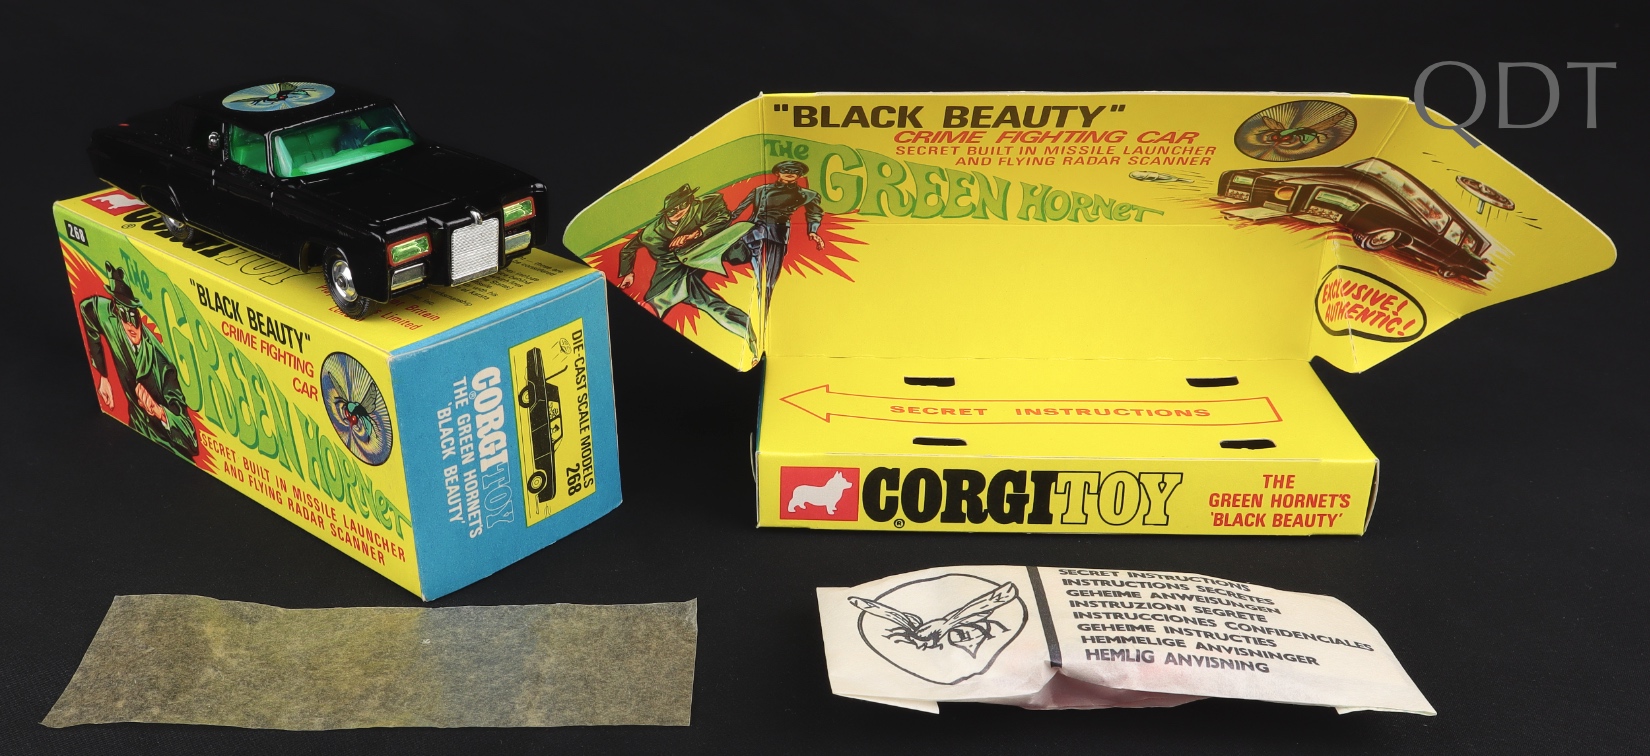 QDT
"BLACK BEAUTY"
CRIME FIGHTING CAR
SECRET BUILT IN MISSILE LAUNCHER
AND FLYING RADAR SCANNER
THE
GREEN HORNET
EXCLUSIVE!
AUTHENTIC!
SECRET INSTRUCTIONS
CORGI TOY
®
THE
GREEN HORNET'S
'BLACK BEAUTY'
268
CORGI TOY
Britain
Limited
THE
GREEN HORNET
"BLACK BEAUTY"
CRIME FIGHTING
CAR
SECRET BUILT IN MISSILE LAUNCHER
AND FLYING RADAR SCANNER
DIE-CAST SCALE MODELS
268
CORGI TOY
®
THE GREEN HORNET'S
'BLACK BEAUTY'
SECRET INSTRUCTIONS
INSTRUCTIONS SECRETES
GEHEIME ANWEISUNGEN
INSTRUZIONI SEGRETE
INSTRUCCIONES CONFIDENCIALES
GEHEIME INSTRUCTIES
HEMMELIGE ANVISNINGER
HEMLIG ANVISNING